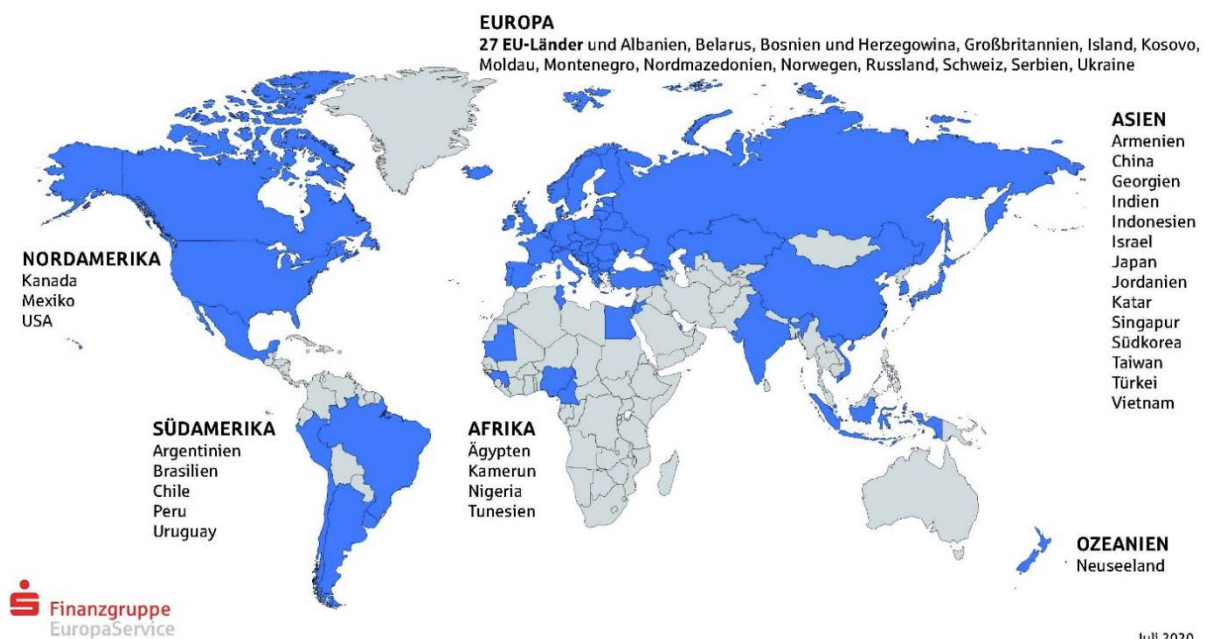 EUROPA
27 EU-Länder und Albanien, Belarus, Bosnien und Herzegowina, Großbritannien, Island, Kosovo,
Moldau, Montenegro, Nordmazedonien, Norwegen, Russland, Schweiz, Serbien, Ukraine
ASIEN
Armenien
China
Georgien
Indien
Indonesien
Israel
Japan
Jordanien
Katar
Singapur
Südkorea
Taiwan
Türkei
Vietnam
NORDAMERIKA
Kanada
Mexiko
USA
SÜDAMERIKA
Argentinien
Brasilien
Chile
Peru
Uruguay
AFRIKA
Ägypten
Kamerun
Nigeria
Tunesien
OZEANIEN
Neuseeland
Finanzgruppe
EuropaService
Juli 2020